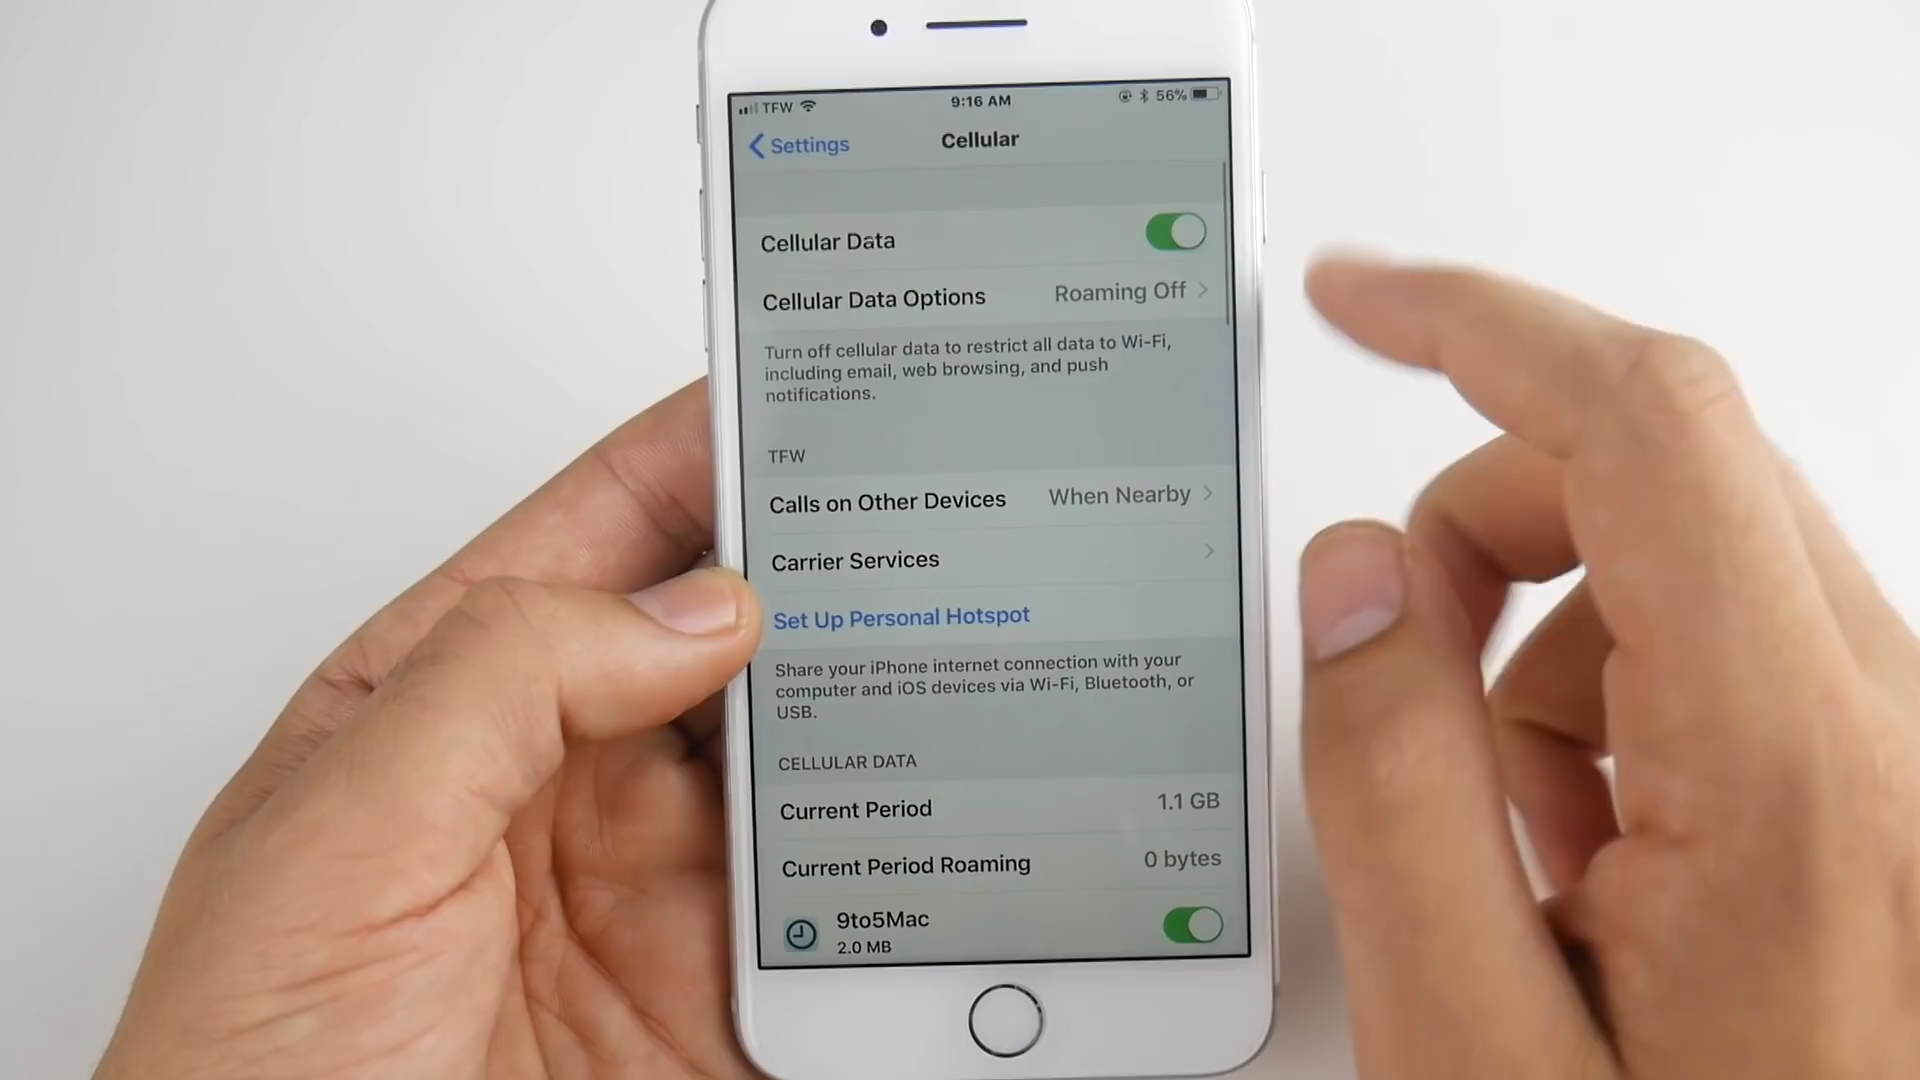 TFW 9:16 AM 56%
Settings Cellular
Cellular Data
Cellular Data Options Roaming Off
Turn off cellular data to restrict all data to Wi-Fi,
including email, web browsing, and push
notifications.
TFW
Calls on Other Devices When Nearby
Carrier Services
Set Up Personal Hotspot
Share your iPhone internet connection with your
computer and iOS devices via Wi-Fi, Bluetooth, or
USB.
CELLULAR DATA
Current Period 1.1 GB
Current Period Roaming 0 bytes
9to5Mac
2.0 MB